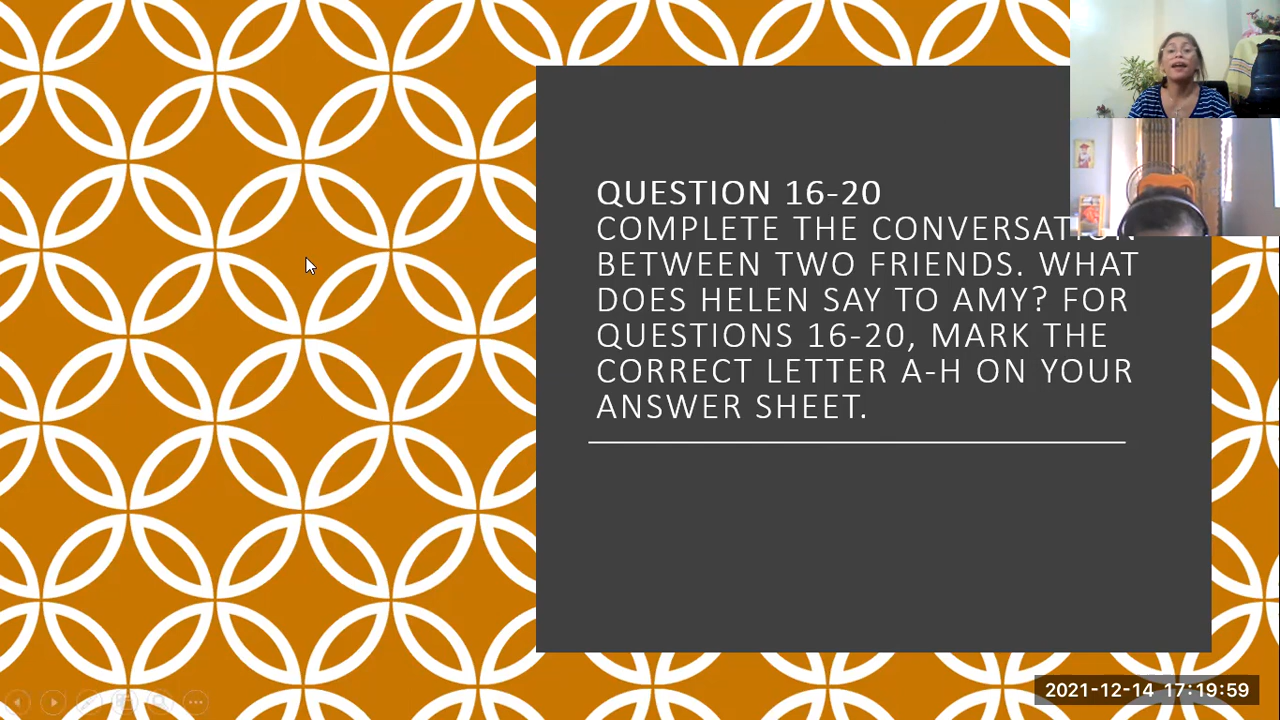 QUESTION 16-20
COMPLETE THE CONVERSATION
BETWEEN TWO FRIENDS. WHAT
DOES HELEN SAY TO AMY? FOR
QUESTIONS 16-20, MARK THE
CORRECT LETTER A-H ON YOUR
ANSWER SHEET.
2021-12-14 17:19:59